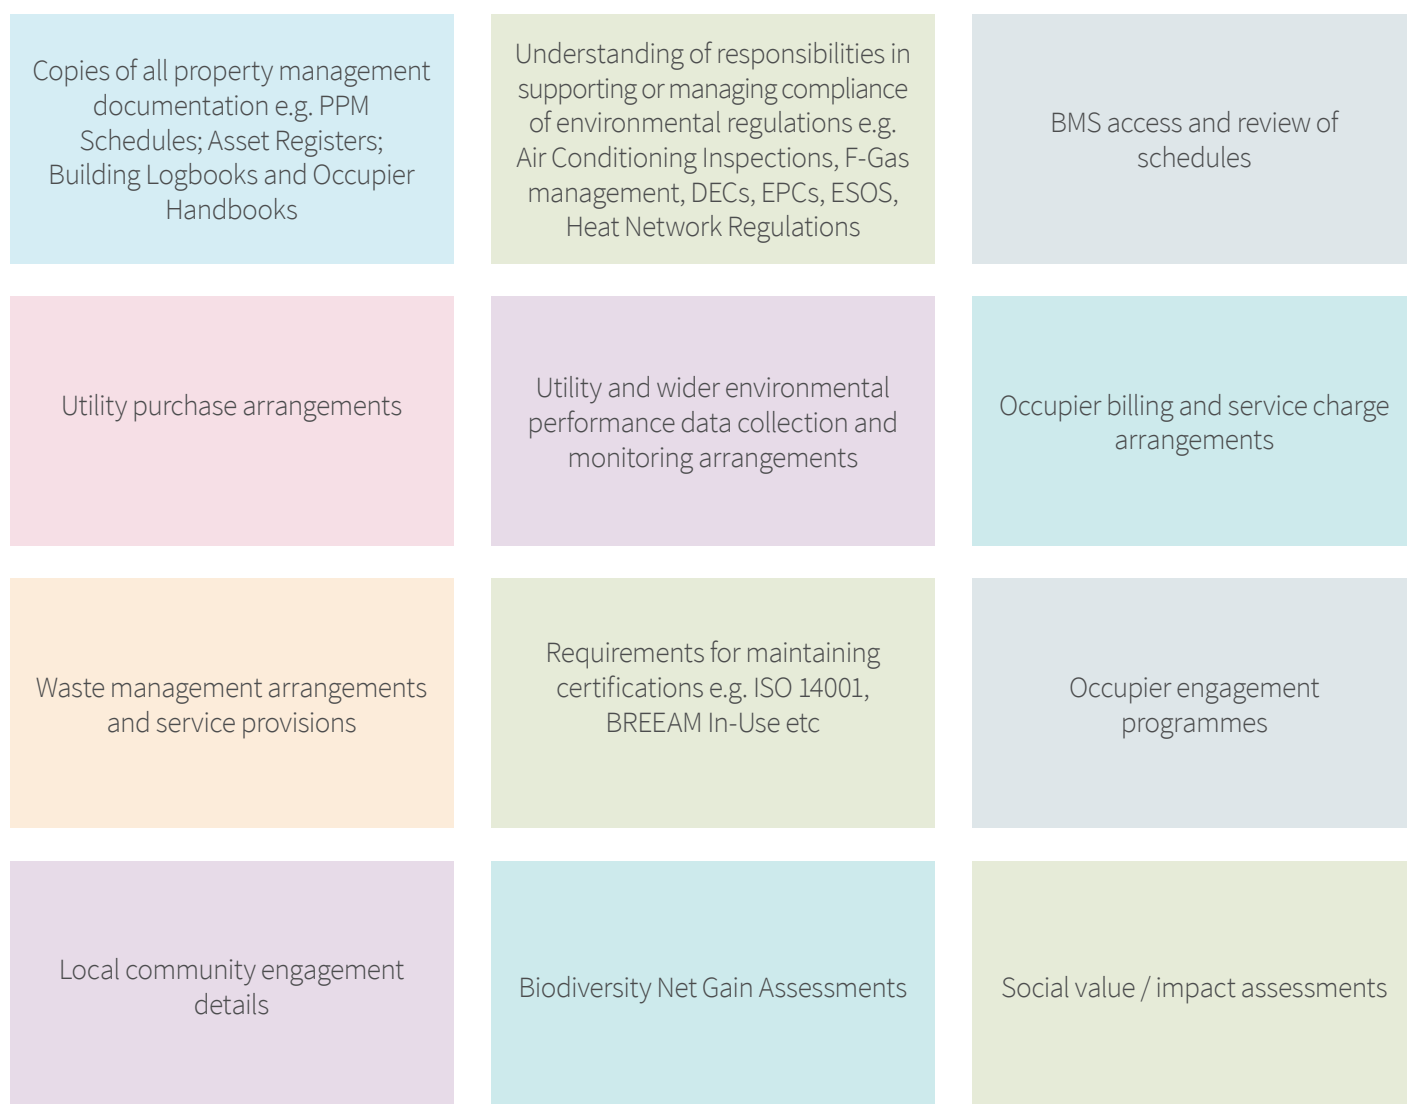 Copies of all property management
documentation e.g. PPM
Schedules; Asset Registers;
Building Logbooks and Occupier
Handbooks
Understanding of responsibilities in
supporting or managing compliance
of environmental regulations e.g.
Air Conditioning Inspections, F-Gas
management, DECs, EPCs, ESOS,
Heat Network Regulations
BMS access and review of
schedules
Utility purchase arrangements
Utility and wider environmental
performance data collection and
monitoring arrangements
Occupier billing and service charge
arrangements
Waste management arrangements
and service provisions
Requirements for maintaining
certifications e.g. ISO 14001,
BREEAM In-Use etc
Occupier engagement
programmes
Local community engagement
details
Biodiversity Net Gain Assessments
Social value / impact assessments